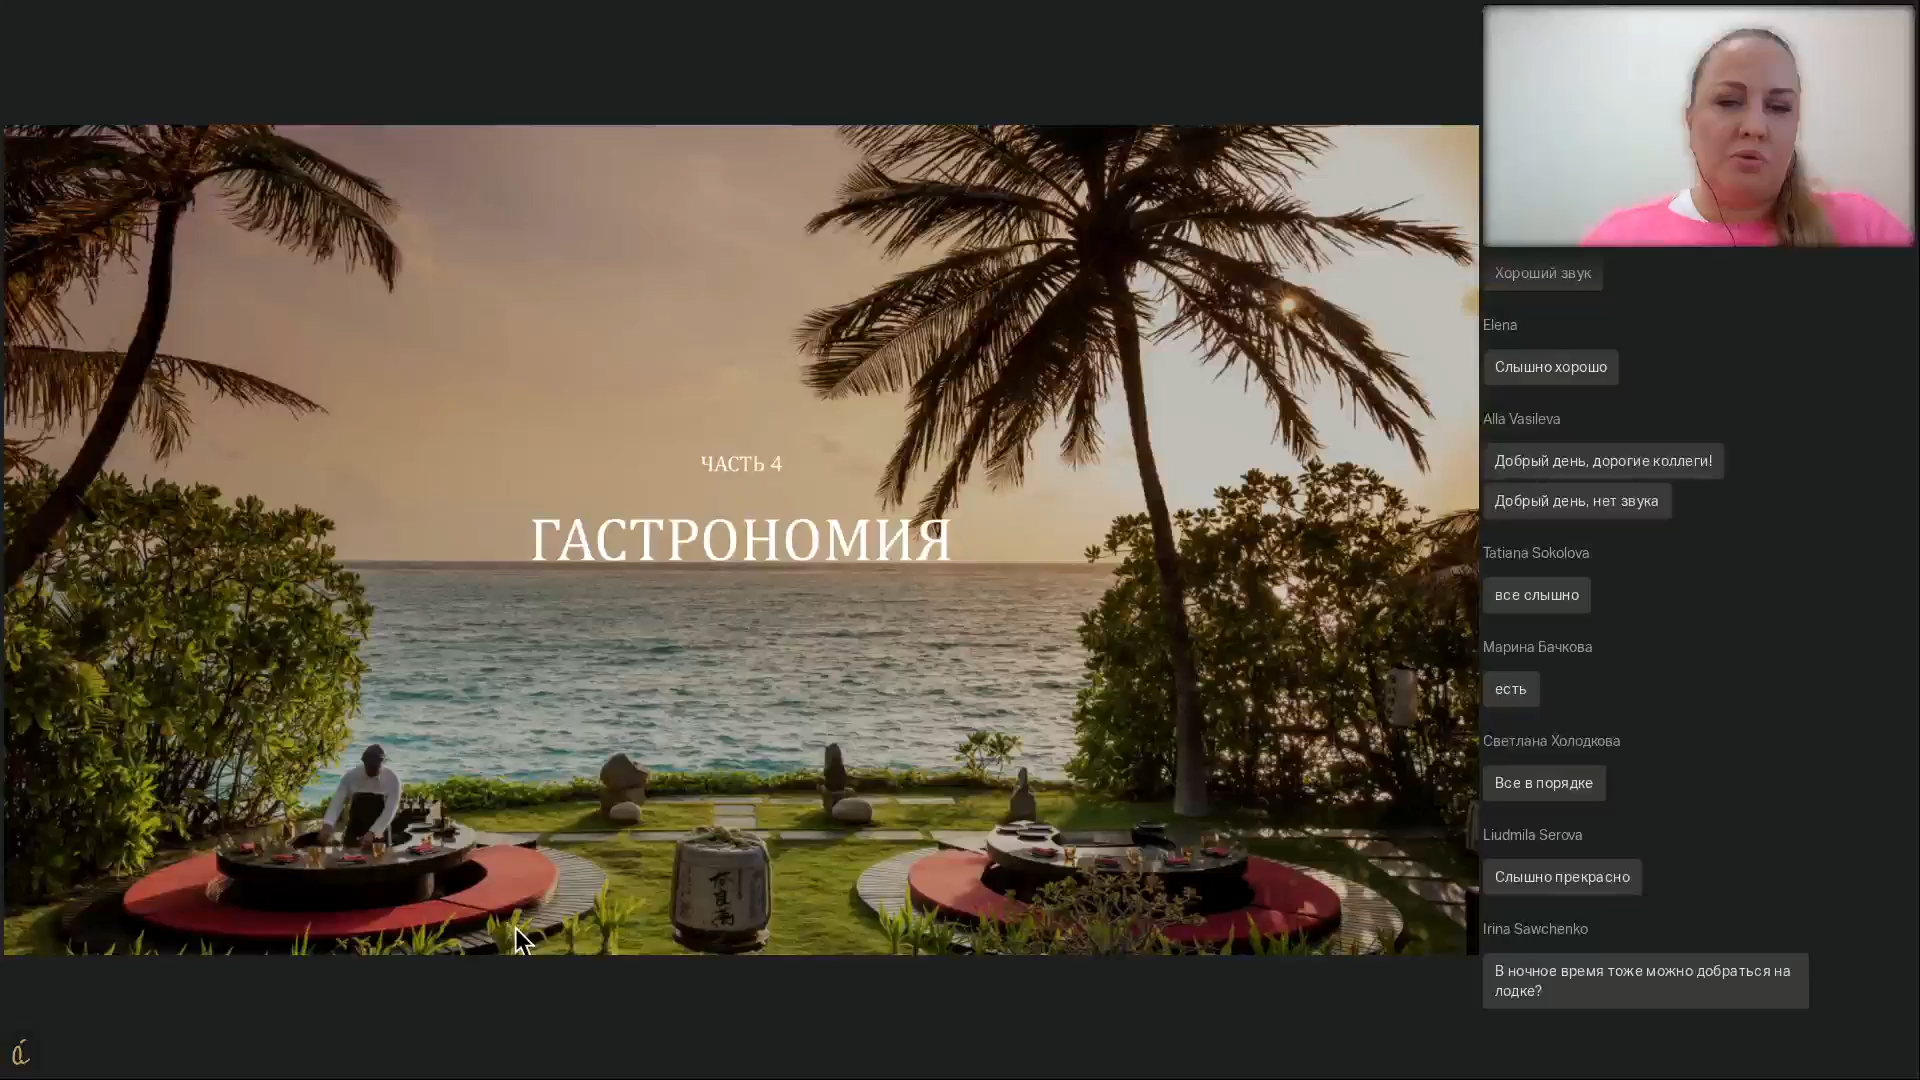 ЧАСТЬ 4
ГАСТРОНОМИЯ
Хороший звук
Elena
Слышно хорошо
Alla Vasileva
Добрый день, дорогие коллеги!
Добрый день, нет звука
Tatiana Sokolova
все слышно
Марина Бачкова
есть
Светлана Холодкова
Все в порядке
Liudmila Serova
Слышно прекрасно
Irina Sawchenko
В ночное время тоже можно добраться на
лодке?